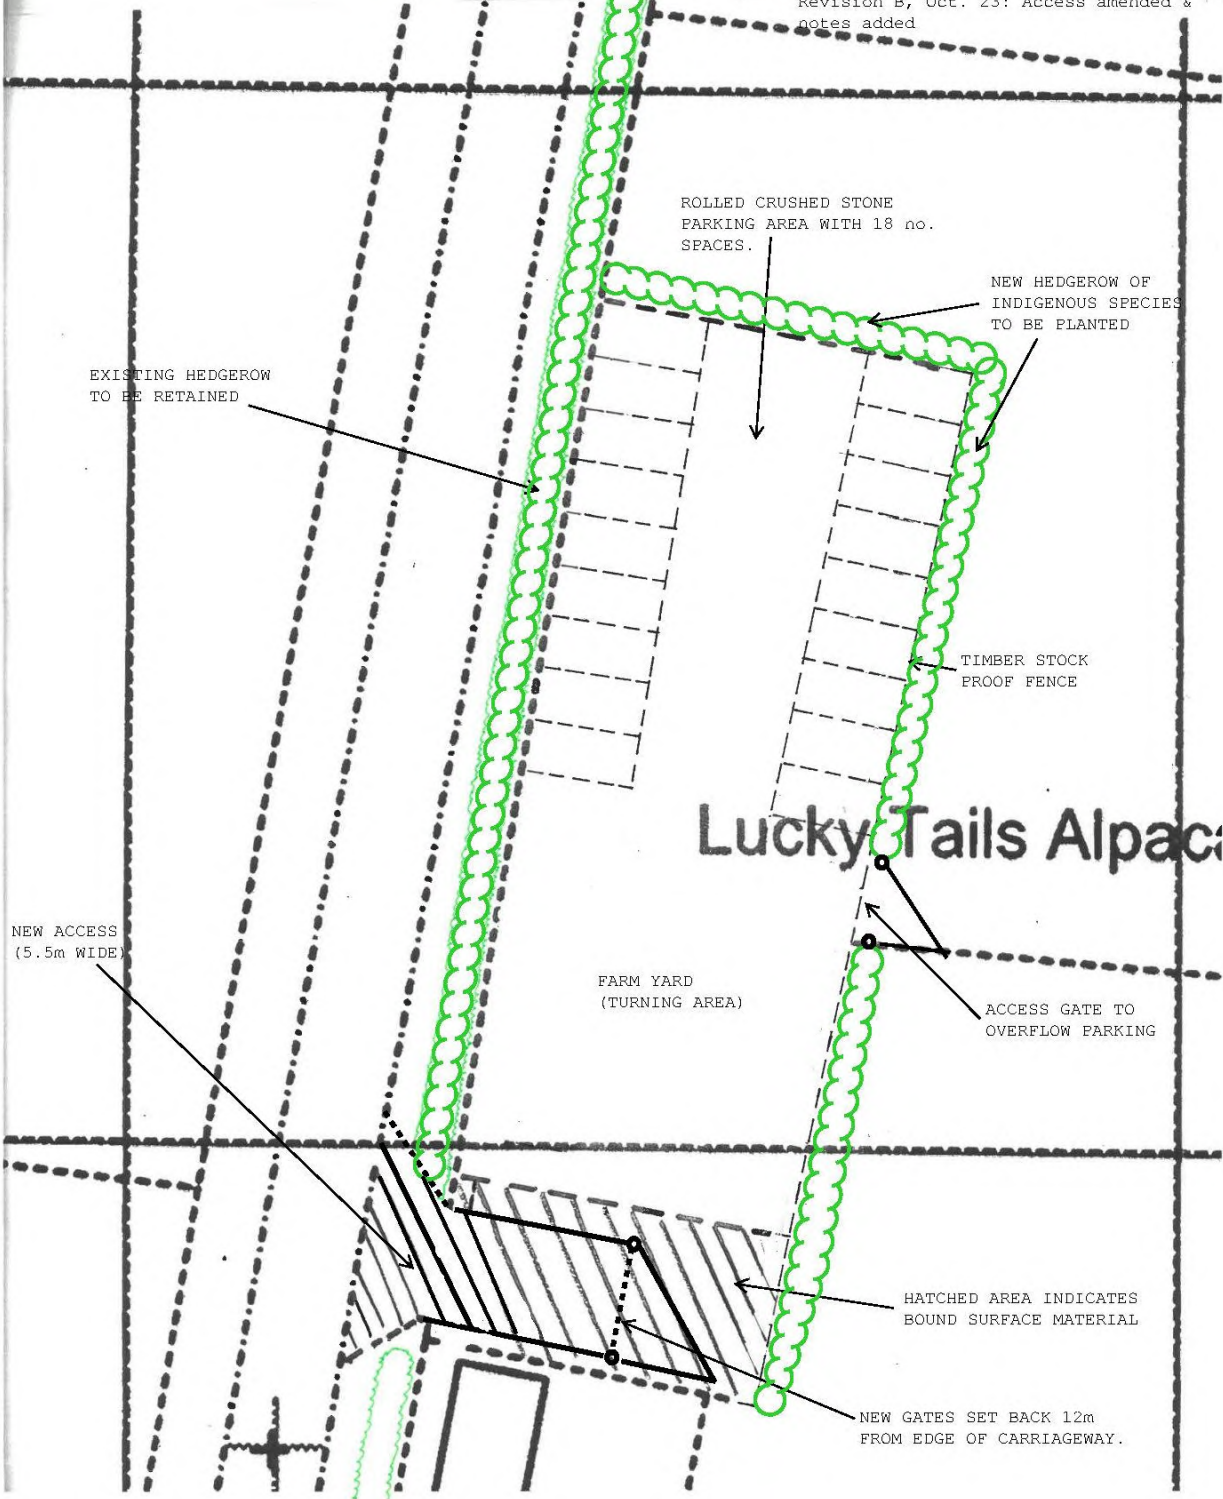 Revision B, Oct. 23: Access amended &
notes added
ROLLED CRUSHED STONE
PARKING AREA WITH 18 no.
SPACES.
NEW HEDGEROW OF
INDIGENOUS SPECIES
TO BE PLANTED
EXISTING HEDGEROW
TO BE RETAINED
TIMBER STOCK
PROOF FENCE
Lucky Tails Alpaca
NEW ACCESS
(5.5m WIDE)
FARM YARD
(TURNING AREA)
ACCESS GATE TO
OVERFLOW PARKING
HATCHED AREA INDICATES
BOUND SURFACE MATERIAL
NEW GATES SET BACK 12m
FROM EDGE OF CARRIAGEWAY.